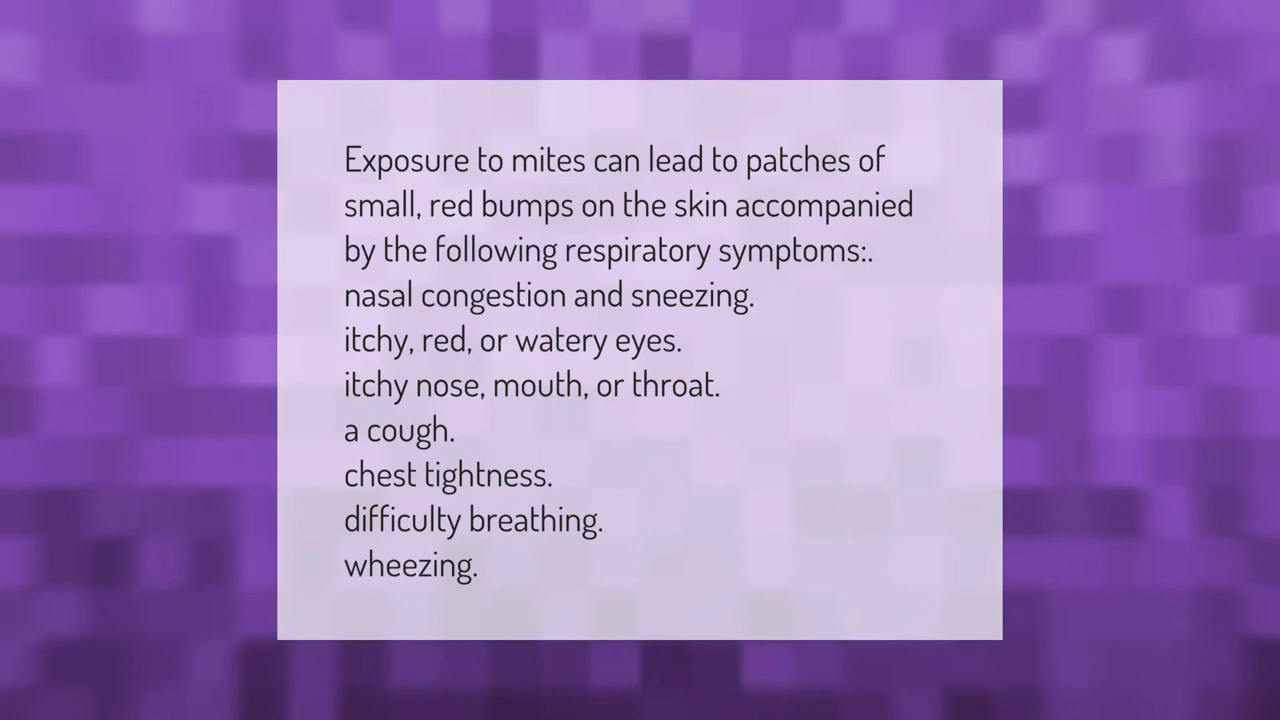 Exposure to mites can lead to patches of
small, red bumps on the skin accompanied
by the following respiratory symptoms:.
nasal congestion and sneezing.
itchy, red, or watery eyes.
itchy nose, mouth, or throat.
a cough.
chest tightness.
difficulty breathing.
wheezing.